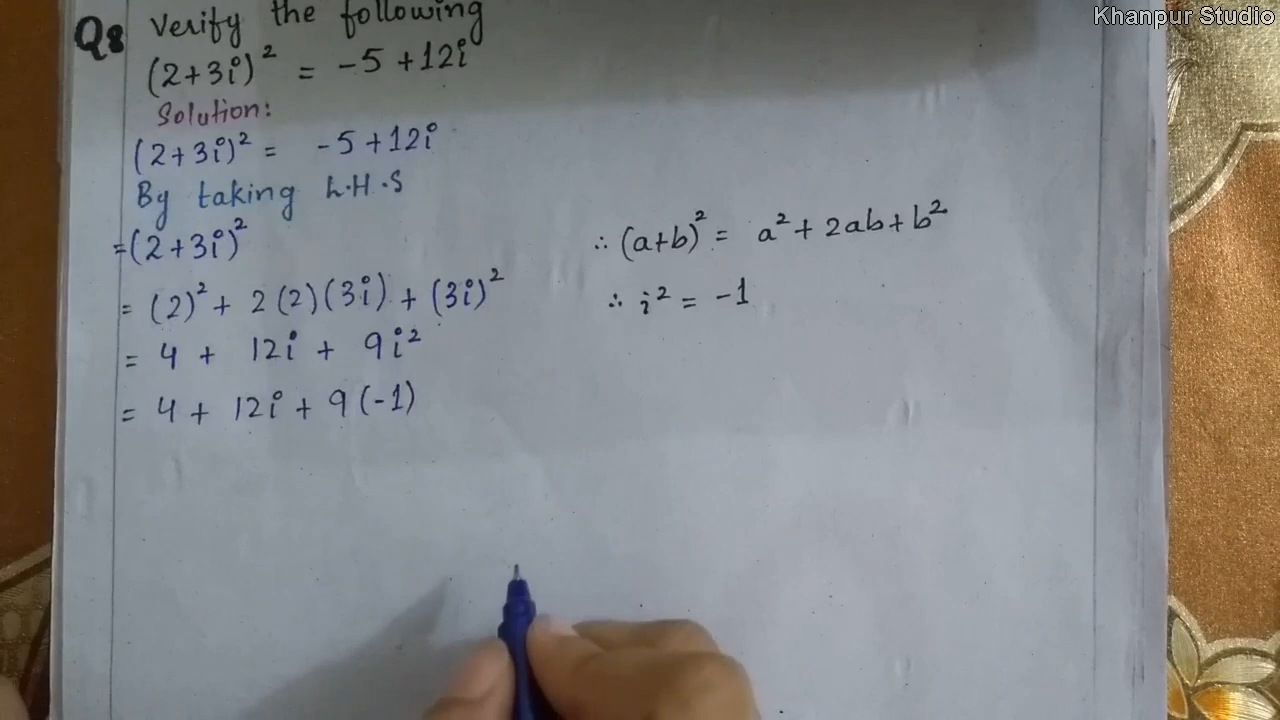 Khanpur Studio
Q8 Verify the following
(2+3i)² = -5+12i
Solution:
(2+3i)² = -5+12i
By taking L.H.S
=(2+3i)²
∴ (a+b)² = a²+2ab+b²
= (2)²+ 2(2)(3i)+(3i)²
∴ i² = -1
= 4 + 12i + 9i²
= 4+ 12i + 9(-1)